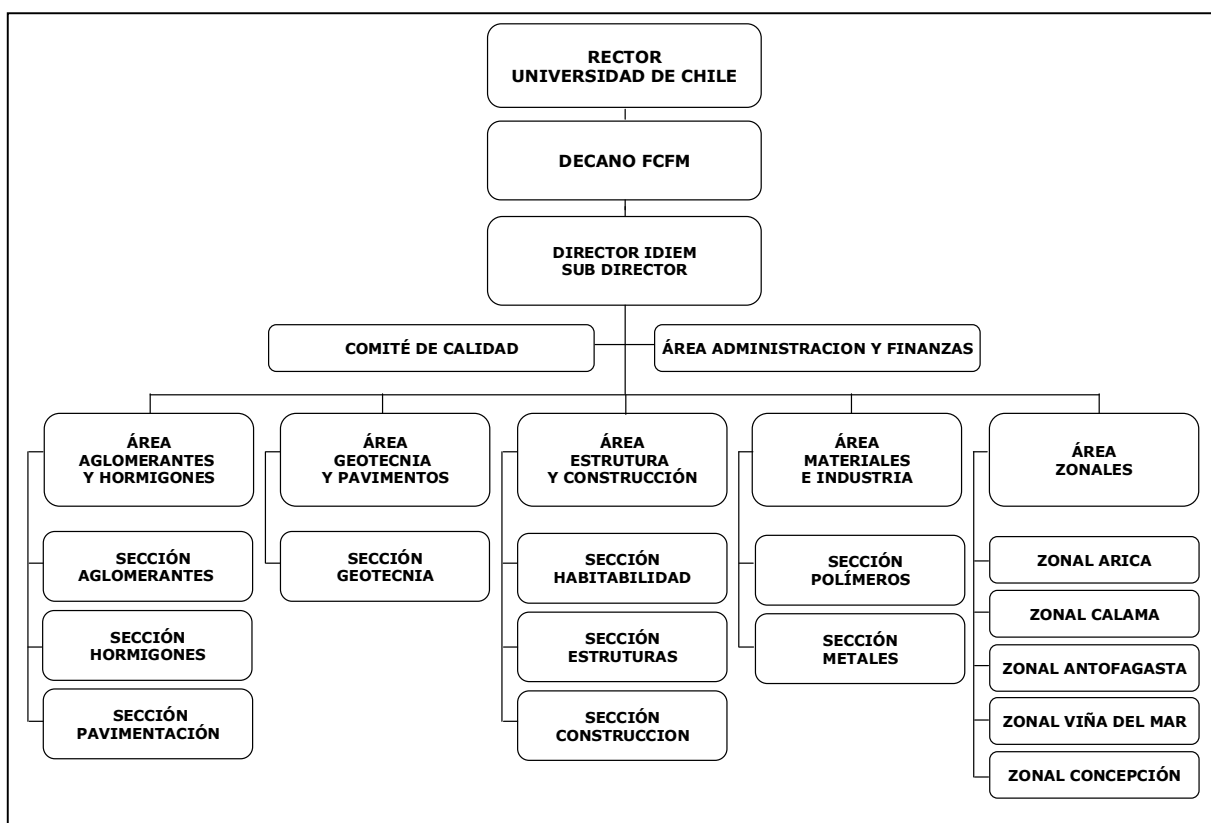 RECTOR
UNIVERSIDAD DE CHILE
DECANO FCFM
DIRECTOR IDIEM
SUB DIRECTOR
COMITÉ DE CALIDAD
ÁREA ADMINISTRACION Y FINANZAS
ÁREA
AGLOMERANTES
Y HORMIGONES
ÁREA
GEOTECNIA
Y PAVIMENTOS
ÁREA
ESTRUTURA
Y CONSTRUCCIÓN
ÁREA
MATERIALES
E INDUSTRIA
ÁREA
ZONALES
SECCIÓN
AGLOMERANTES
SECCIÓN
HORMIGONES
SECCIÓN
PAVIMENTACIÓN
SECCIÓN
GEOTECNIA
SECCIÓN
HABITABILIDAD
SECCIÓN
ESTRUTURAS
SECCIÓN
CONSTRUCCION
SECCIÓN
POLÍMEROS
SECCIÓN
METALES
ZONAL ARICA
ZONAL CALAMA
ZONAL ANTOFAGASTA
ZONAL VIÑA DEL MAR
ZONAL CONCEPCIÓN